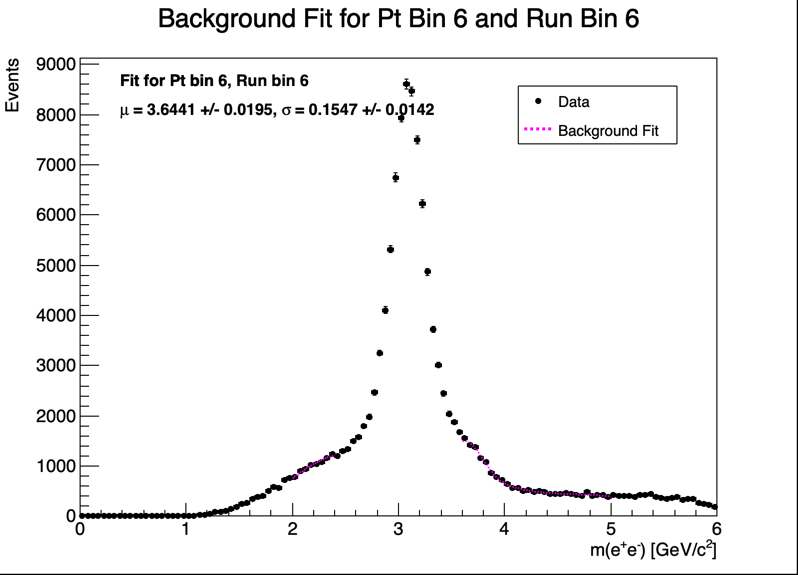 Background Fit for Pt Bin 6 and Run Bin 6
Events
9000
8000
7000
6000
5000
4000
3000
2000
1000
0
Fit for Pt bin 6, Run bin 6
μ = 3.6441 +/- 0.0195, σ = 0.1547 +/- 0.0142
Data
Background Fit
0 1 2 3 4 5 6
m(e⁺e⁻) [GeV/c²]